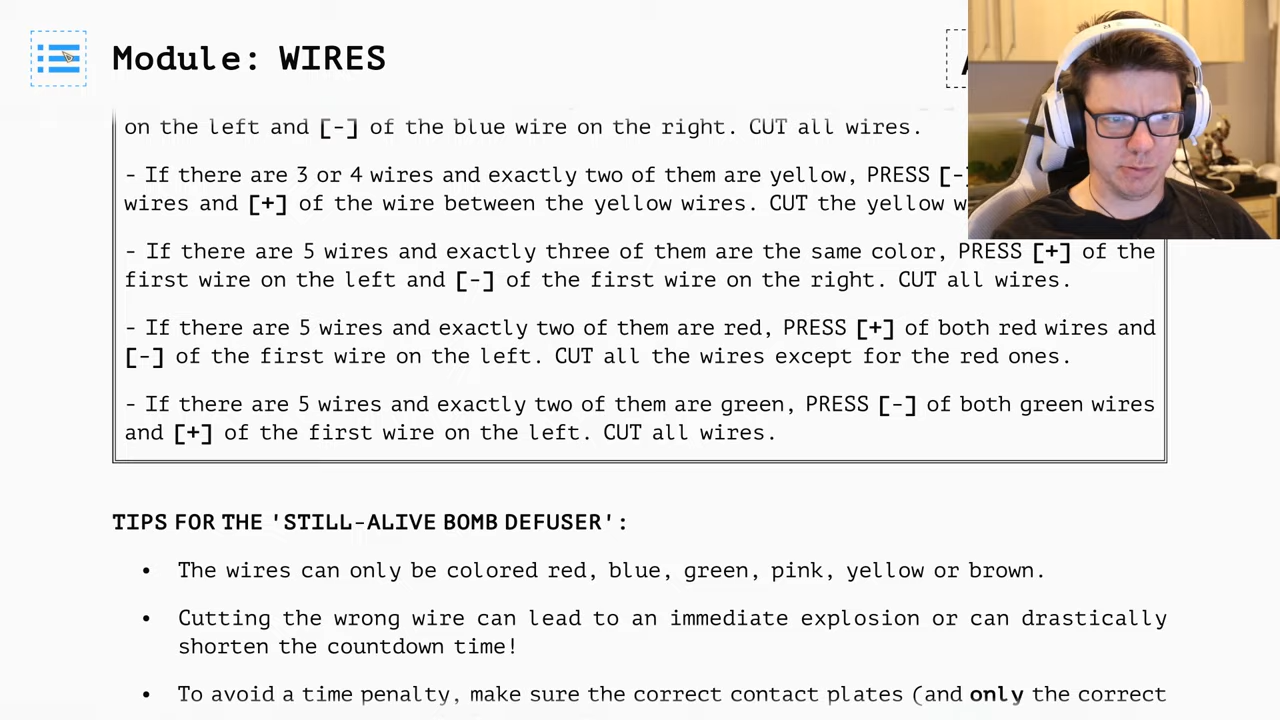 Module: WIRES
on the left and [-] of the blue wire on the right. CUT all wires.
- If there are 3 or 4 wires and exactly two of them are yellow, PRESS [-]
wires and [+] of the wire between the yellow wires. CUT the yellow
- If there are 5 wires and exactly three of them are the same color, PRESS [+] of the
first wire on the left and [-] of the first wire on the right. CUT all wires.
- If there are 5 wires and exactly two of them are red, PRESS [+] of both red wires and
[-] of the first wire on the left. CUT all the wires except for the red ones.
- If there are 5 wires and exactly two of them are green, PRESS [-] of both green wires
and [+] of the first wire on the left. CUT all wires.
TIPS FOR THE 'STILL-ALIVE BOMB DEFUSER':
• The wires can only be colored red, blue, green, pink, yellow or brown.
• Cutting the wrong wire can lead to an immediate explosion or can drastically
shorten the countdown time!
• To avoid a time penalty, make sure the correct contact plates (and only the correct